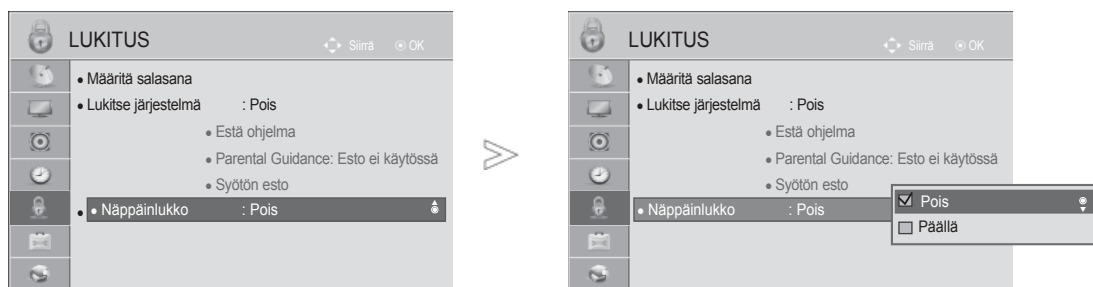 LUKITUS
Siirrä OK
• Määritä salasana
• Lukitse järjestelmä : Pois
• Estä ohjelma
• Parental Guidance: Esto ei käytössä
• Syötön esto
• • Näppäinlukko : Pois
LUKITUS
Siirrä OK
• Määritä salasana
• Lukitse järjestelmä : Pois
• Estä ohjelma
• Parental Guidance: Esto ei käytössä
• Syötön esto
• Näppäinlukko : Pois
Pois
Päällä